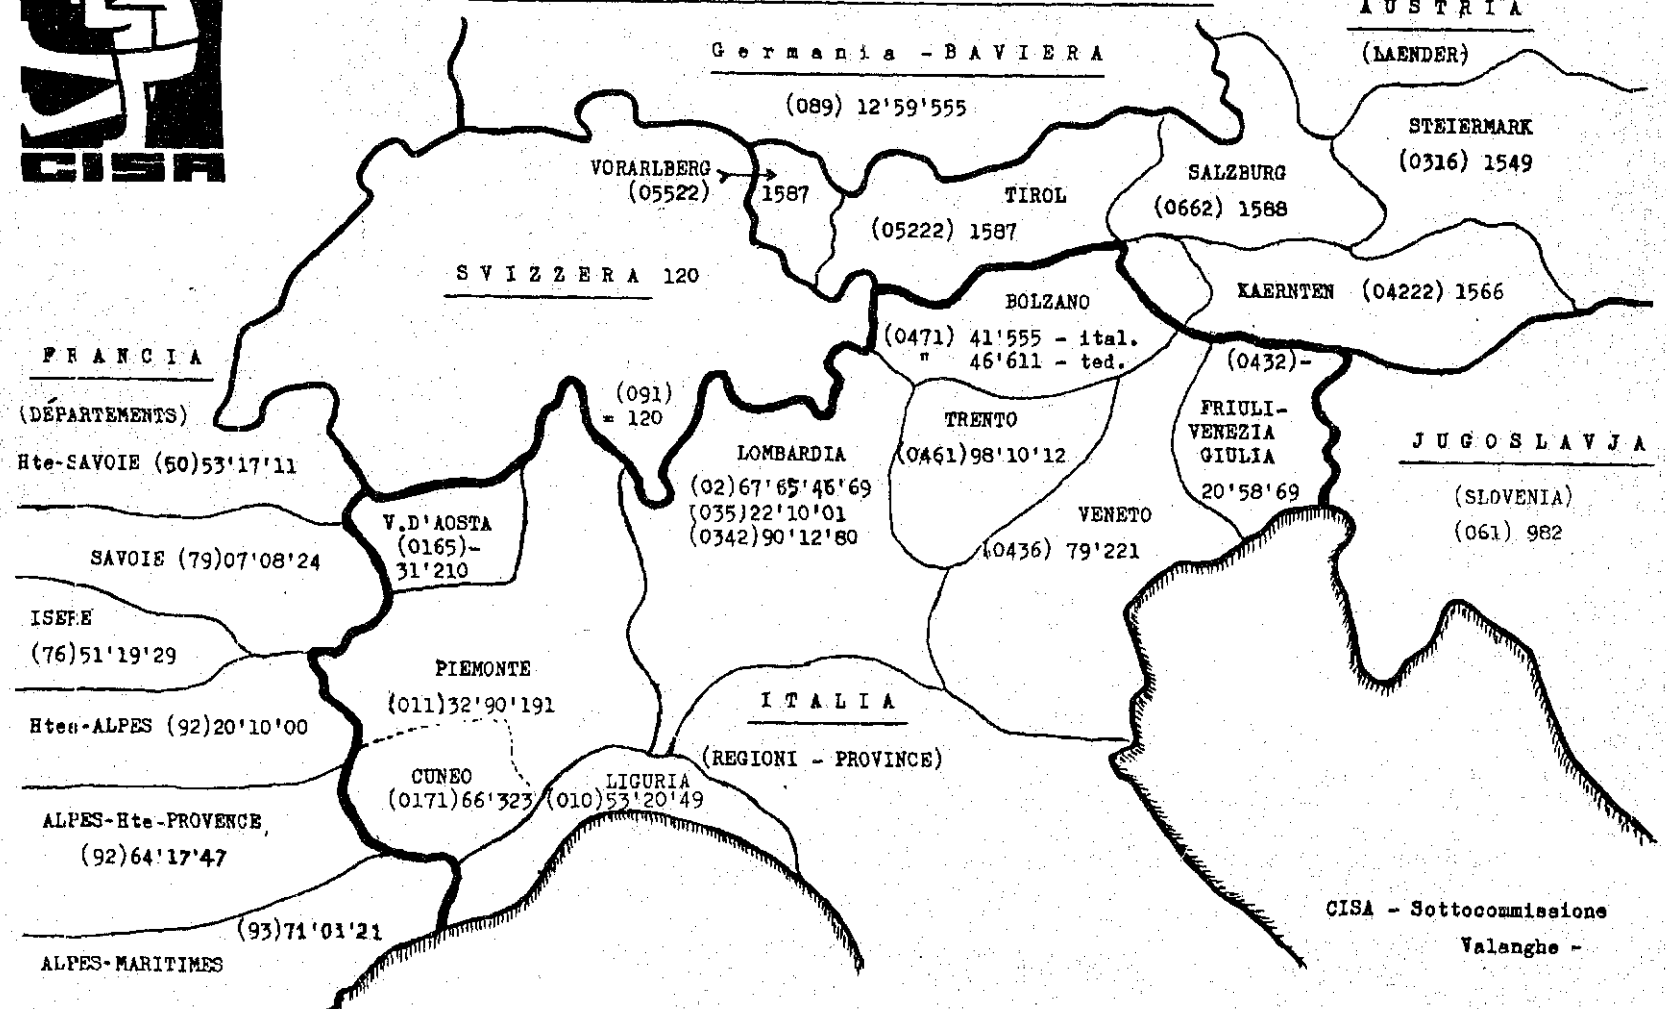 CISA
AUSTRIA
(LAENDER)
Germania - BAVIERA
(089) 12'59'555
STEIERMARK
(0316) 1549
VORARLBERG
(05522) 1587
TIROL
(05222) 1587
SALZBURG
(0662) 1588
SVIZZERA 120
BOLZANO
(0471) 41'555 - ital.
" 46'611 - ted.
KAERNTEN (04222) 1566
FRANCIA
(DÉPARTEMENTS)
Hte-SAVOIE (50)53'17'11
(091)
= 120
LOMBARDIA
(02)67'65'46'69
(035)22'10'01
(0342)90'12'80
TRENTO
(0461)98'10'12
(0432)-
FRIULI-
VENEZIA
GIULIA
20'58'69
JUGOSLAVJA
(SLOVENIA)
(061) 982
V.D'AOSTA
(0165)-
31'210
VENETO
(0436) 79'221
SAVOIE (79)07'08'24
ISERE
(76)51'19'29
PIEMONTE
(011)32'90'191
ITALIA
(REGIONI - PROVINCE)
Htes-ALPES (92)20'10'00
CUNEO
(0171)66'323
LIGURIA
(010)53'20'49
ALPES-Hte-PROVENCE
(92)64'17'47
(93)71'01'21
ALPES-MARITIMES
CISA - Sottocommissione
Valanghe -